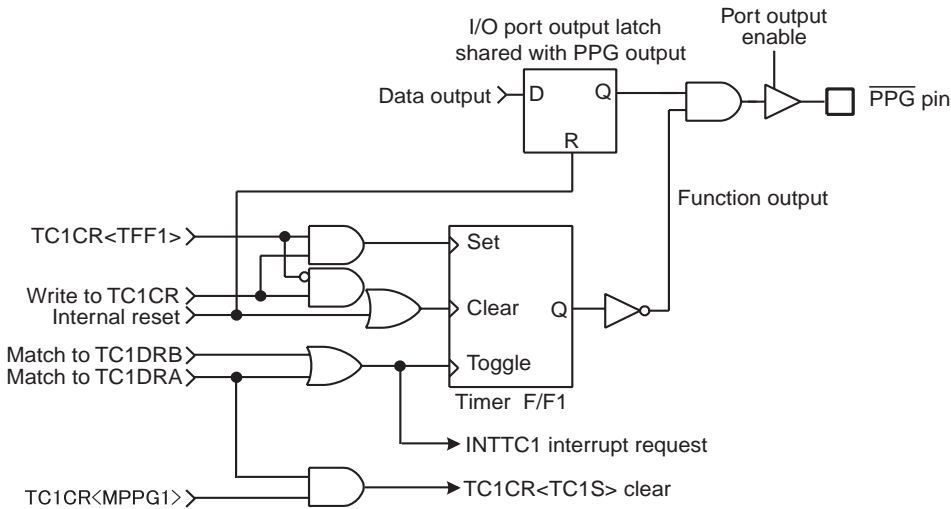 I/O port output latch
shared with PPG output
Port output
enable
Data output
D
Q
R
PPG pin
Function output
TC1CR<TFF1>
Set
Write to TC1CR
Internal reset
Clear
Q
Match to TC1DRB
Match to TC1DRA
Toggle
Timer F/F1
INTTC1 interrupt request
TC1CR<TC1S> clear
TC1CR<MPPG1>